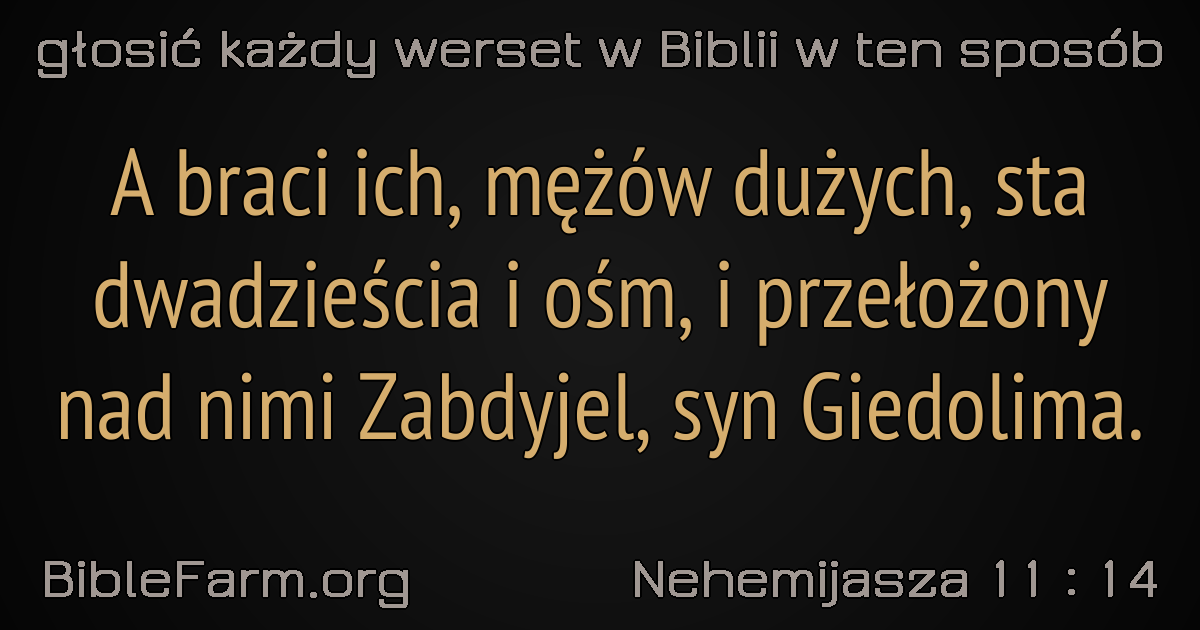 głosić każdy werset w Biblii w ten sposób
A braci ich, mężów dużych, sta
dwadzieścia i ośm, i przełożony
nad nimi Zabdyjel, syn Giedolima.
BibleFarm.org
Nehemijasza 11 : 14